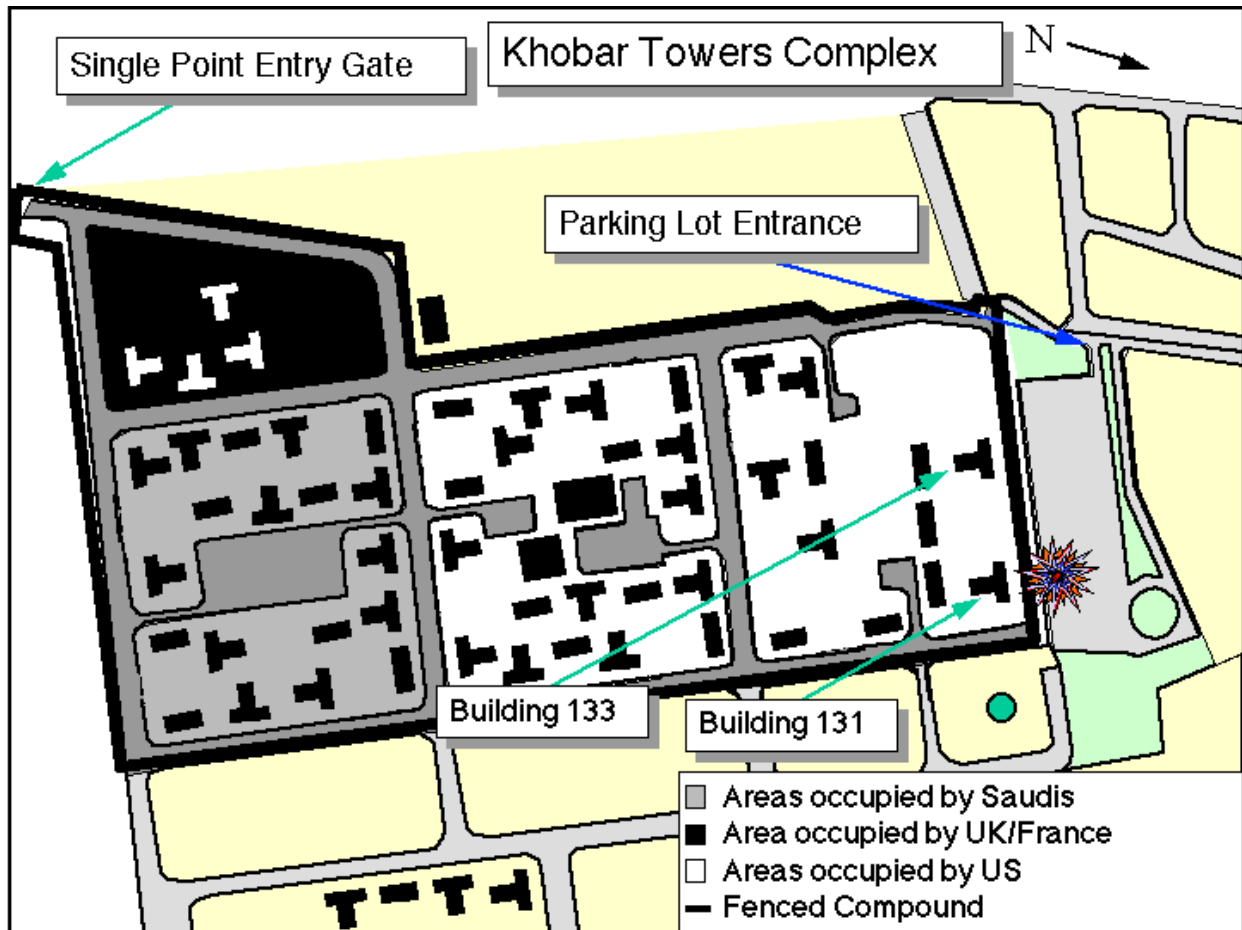 Single Point Entry Gate
Khobar Towers Complex
N
Parking Lot Entrance
Building 133
Building 131
Areas occupied by Saudis
Area occupied by UK/France
Areas occupied by US
Fenced Compound